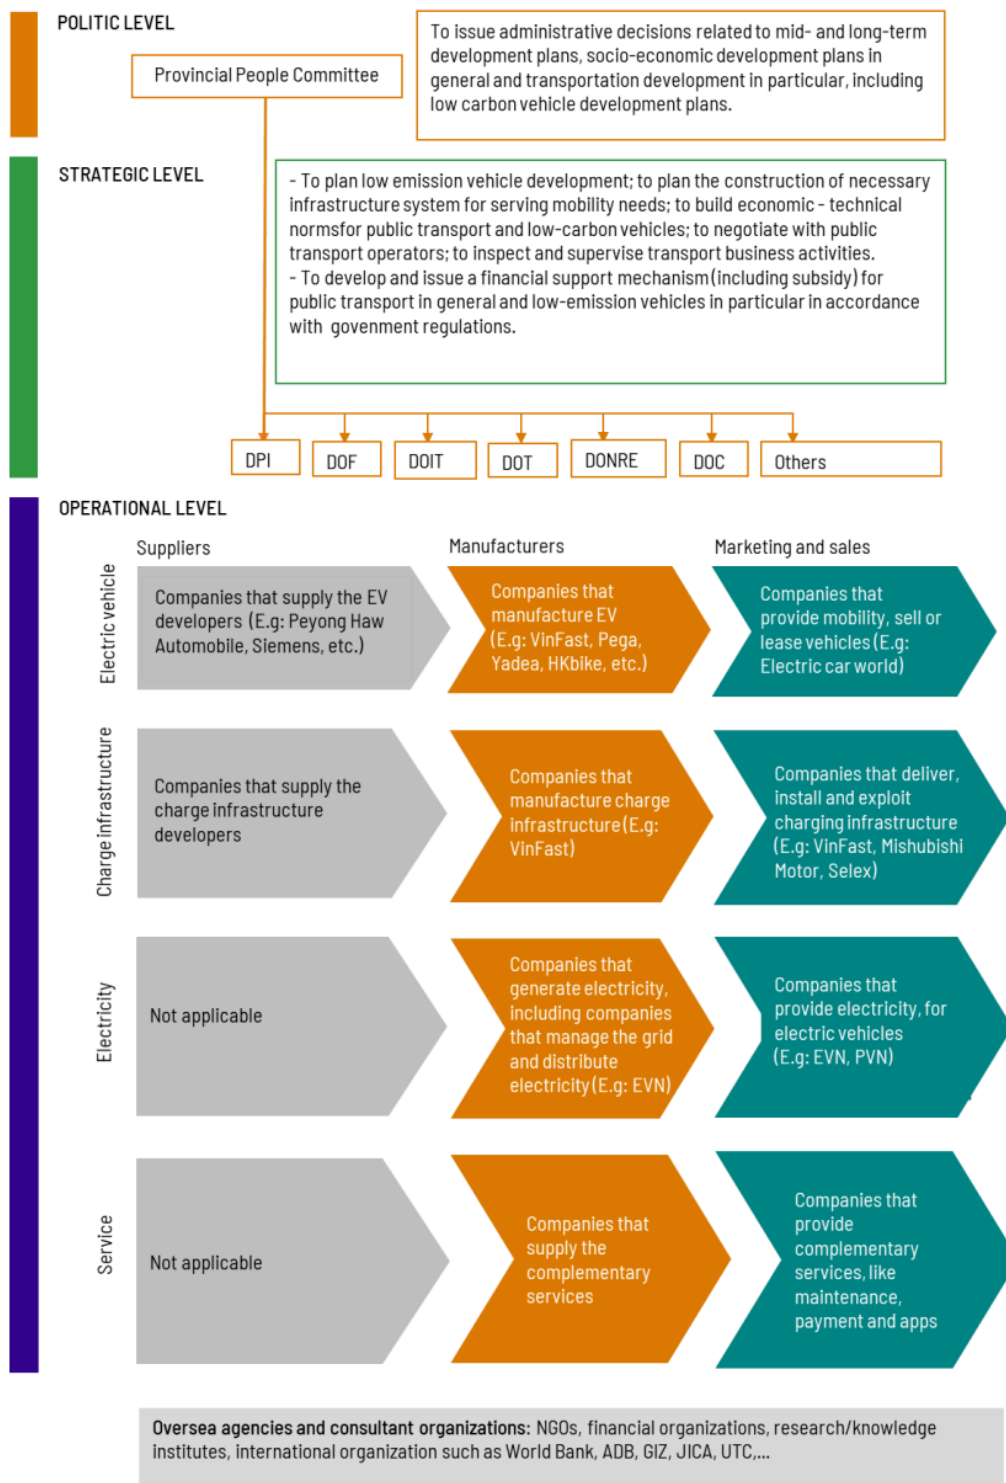 POLITIC LEVEL
Provincial People Committee
To issue administrative decisions related to mid- and long-term
development plans, socio-economic development plans in
general and transportation development in particular, including
low carbon vehicle development plans.
STRATEGIC LEVEL
- To plan low emission vehicle development; to plan the construction of necessary
infrastructure system for serving mobility needs; to build economic - technical
normsfor public transport and low-carbon vehicles; to negotiate with public
transport operators; to inspect and supervise transport business activities.
- To develop and issue a financial support mechanism (including subsidy) for
public transport in general and low-emission vehicles in particular in accordance
with govenment regulations.
DPI
DOF
DOIT
DOT
DONRE
DOC
Others
OPERATIONAL LEVEL
Suppliers
Manufacturers
Marketing and sales
Electric vehicle
Companies that supply the EV
developers (E.g: Peyong Haw
Automobile, Siemens, etc.)
Companies that
manufacture EV
(E.g: VinFast, Pega,
Yadea, HKbike, etc.)
Companies that
provide mobility, sell or
lease vehicles (E.g:
Electric car world)
Charge infrastructure
Companies that supply the
charge infrastructure
developers
Companies that
manufacture charge
infrastructure (E.g:
VinFast)
Companies that deliver,
install and exploit
charging infrastructure
(E.g: VinFast, Mishubishi
Motor, Selex)
Electricity
Not applicable
Companies that
generate electricity,
including companies
that manage the grid
and distribute
electricity (E.g: EVN)
Companies that
provide electricity, for
electric vehicles
(E.g: EVN, PVN)
Service
Not applicable
Companies that
supply the
complementary
services
Companies that
provide
complementary
services, like
maintenance,
payment and apps
Oversea agencies and consultant organizations: NGOs, financial organizations, research/knowledge
institutes, international organization such as World Bank, ADB, GIZ, JICA, UTC,...